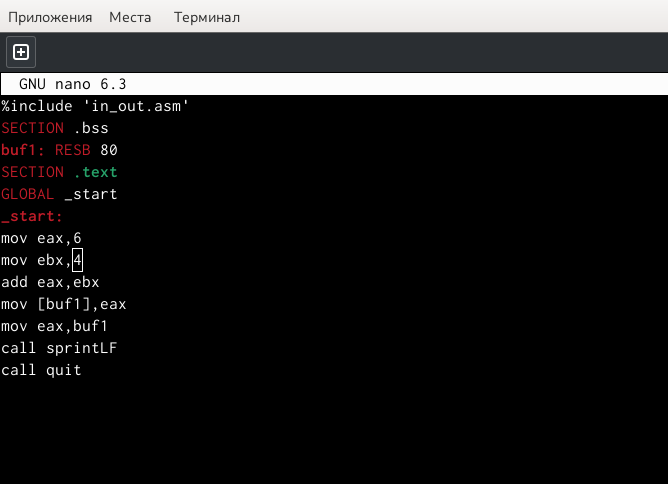 Приложения Места Терминал
GNU nano 6.3
%include 'in_out.asm'
SECTION .bss
buf1: RESB 80
SECTION .text
GLOBAL _start
_start:
mov eax,6
mov ebx,4
add eax,ebx
mov [buf1],eax
mov eax,buf1
call sprintLF
call quit